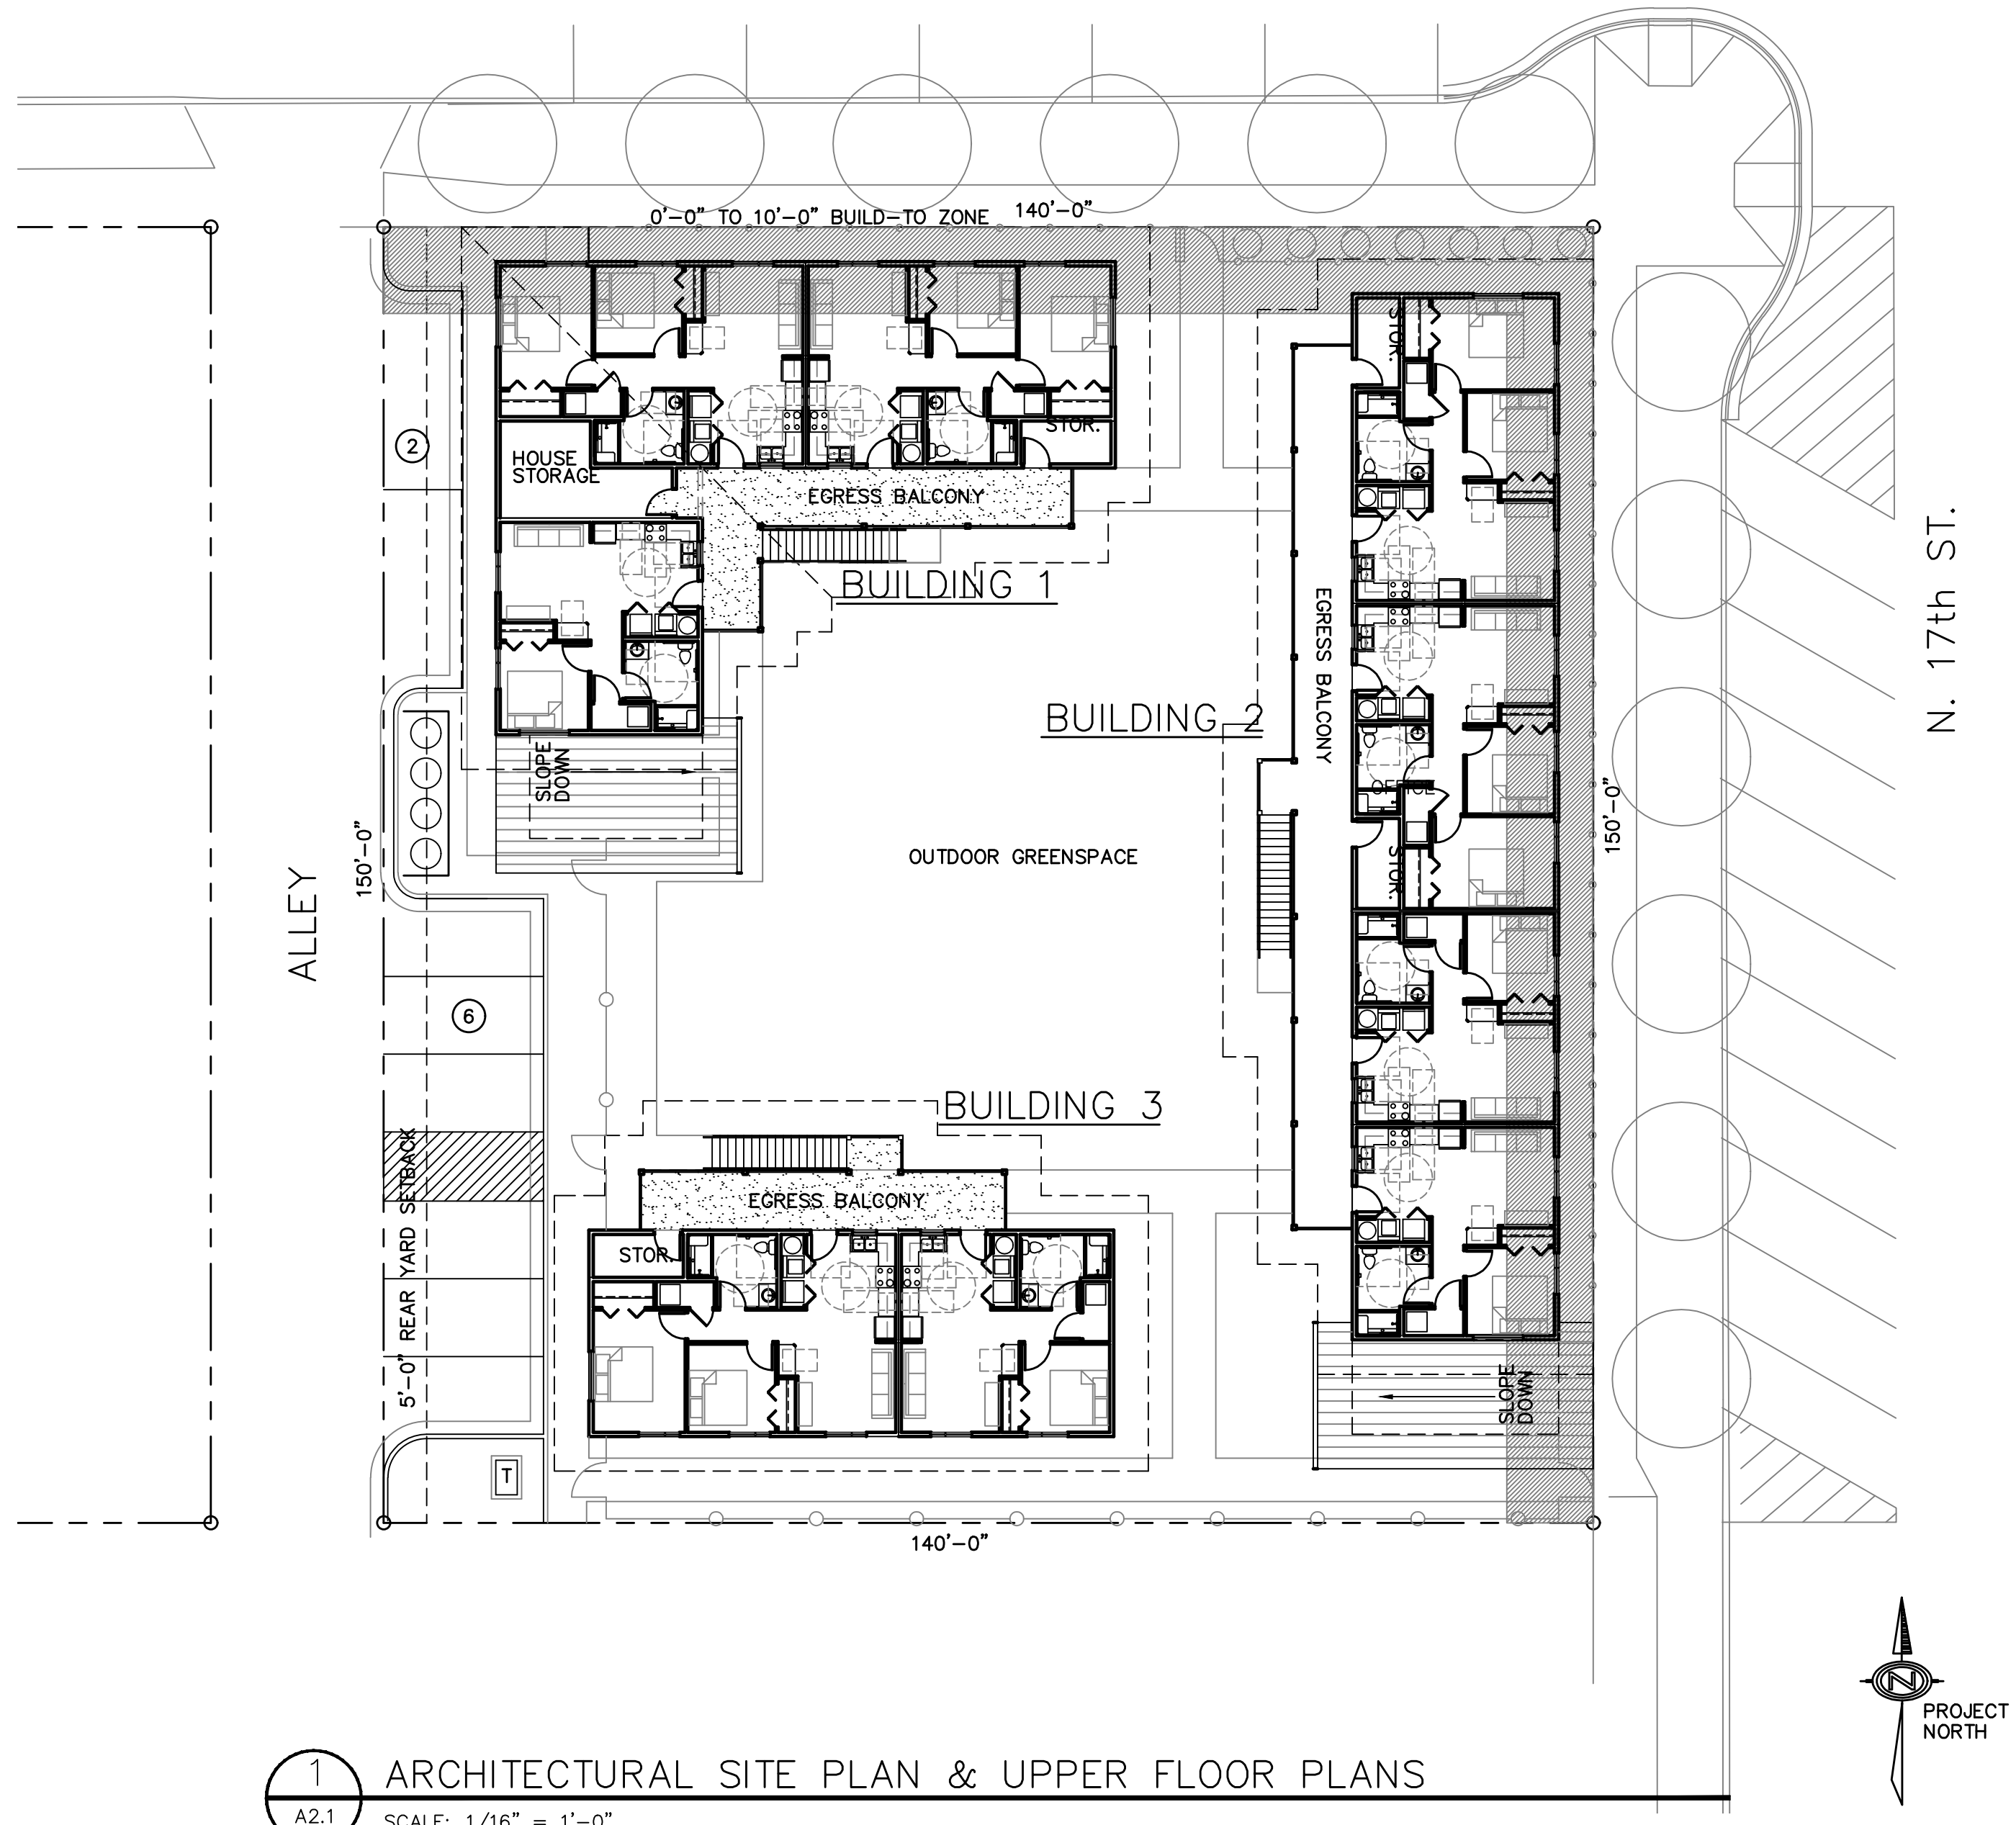 0'-0" TO 10'-0" BUILD-TO ZONE
140'-0"
STOR.
2
STOR.
HOUSE
STORAGE
EGRESS BALCONY
N. 17th ST.
BUILDING 1
EGRESS BALCONY
BUILDING 2
SLOPE
DOWN
OFFICE
150'-0"
150'-0"
OUTDOOR GREENSPACE
STOR.
ALLEY
6
BUILDING 3
5'-0" REAR YARD SETBACK
EGRESS BALCONY
STOR.
SLOPE
DOWN
T
140'-0"
N
PROJECT
NORTH
1
ARCHITECTURAL SITE PLAN & UPPER FLOOR PLANS
A2.1
SCALE: 1/16" = 1'-0"